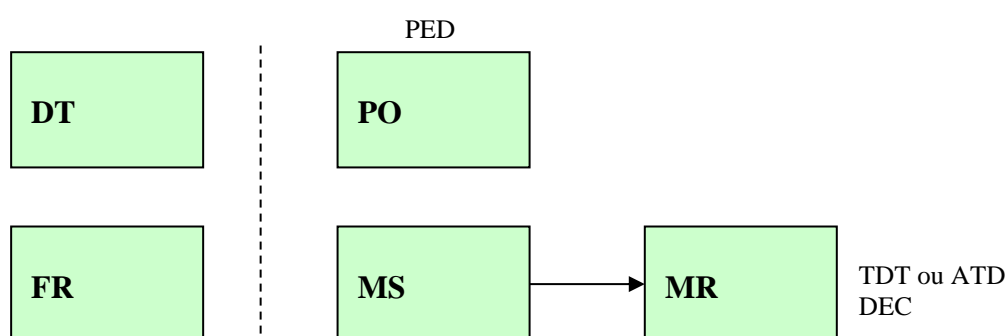 PED
DT
PO
FR
MS
MR
TDT ou ATD
DEC